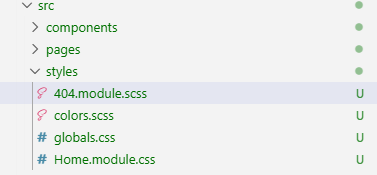 src
components
pages
styles
404.module.scss U
colors.scss U
# globals.css U
# Home.module.css U